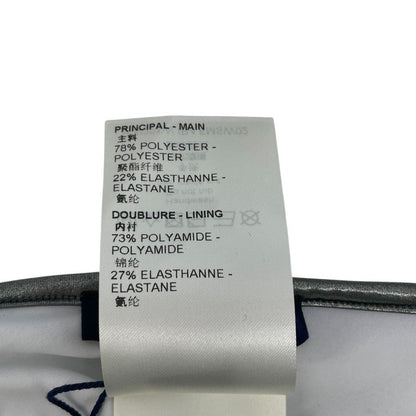 PRINCIPAL - MAIN
主料
78% POLYESTER -
POLYESTER
聚酯纤维
22% ELASTHANNE -
ELASTANE
氨纶
DOUBLURE - LINING
内衬
73% POLYAMIDE -
POLYAMIDE
锦纶
27% ELASTHANNE -
ELASTANE
氨纶